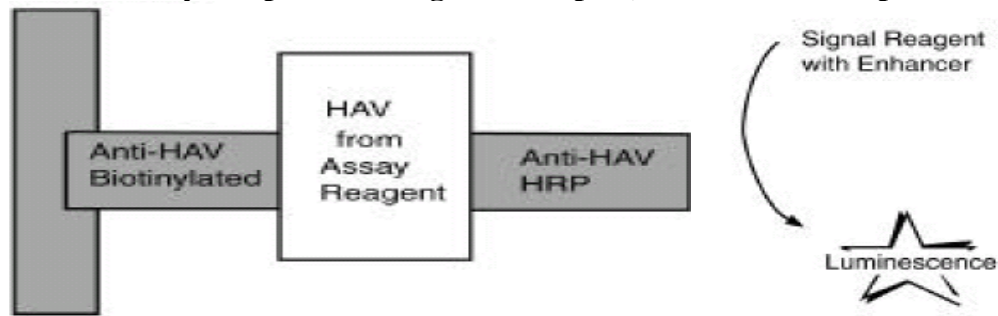 Anti-HAV
Biotinylated
HAV
from
Assay
Reagent
Anti-HAV
HRP
Signal Reagent
with Enhancer
Luminescence